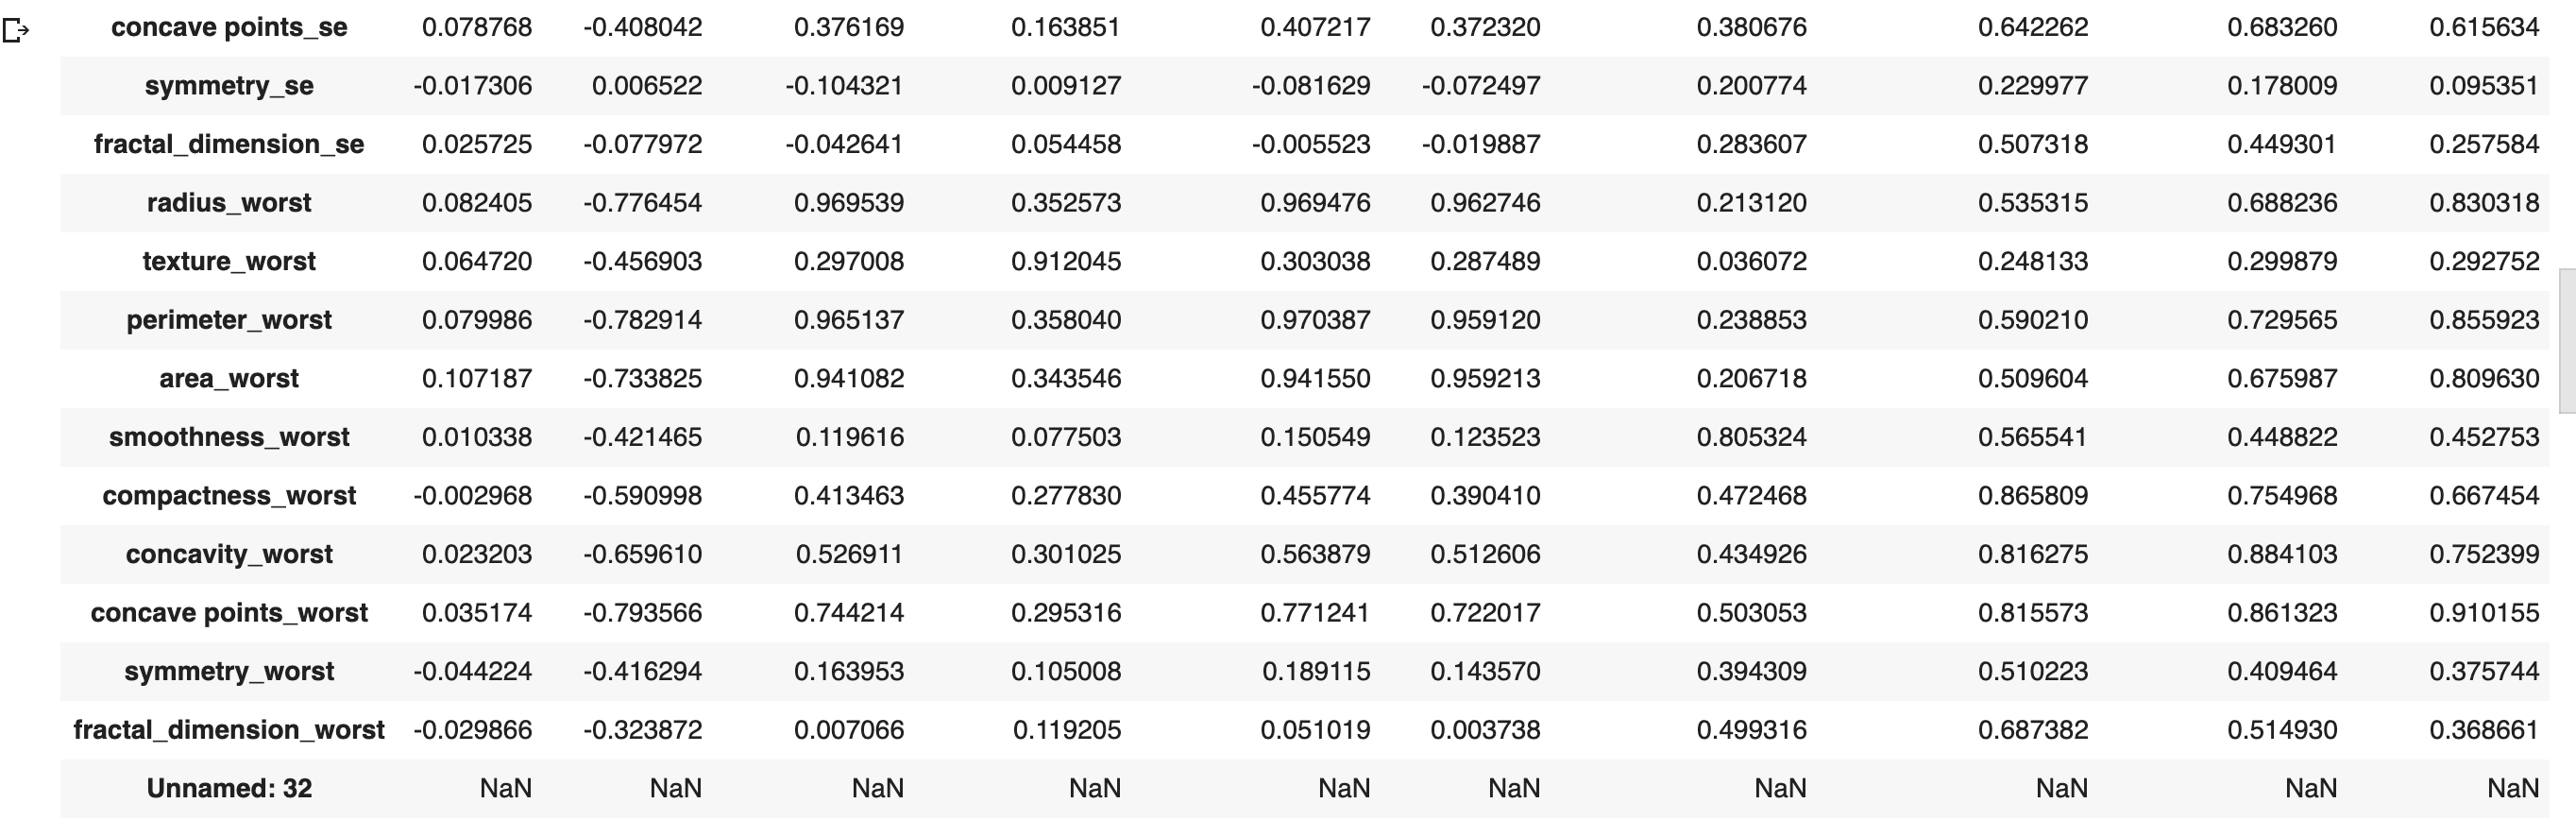 concave points_se 0.078768 -0.408042 0.376169 0.163851 0.407217 0.372320 0.380676 0.642262 0.683260 0.615634
symmetry_se -0.017306 0.006522 -0.104321 0.009127 -0.081629 -0.072497 0.200774 0.229977 0.178009 0.095351
fractal_dimension_se 0.025725 -0.077972 -0.042641 0.054458 -0.005523 -0.019887 0.283607 0.507318 0.449301 0.257584
radius_worst 0.082405 -0.776454 0.969539 0.352573 0.969476 0.962746 0.213120 0.535315 0.688236 0.830318
texture_worst 0.064720 -0.456903 0.297008 0.912045 0.303038 0.287489 0.036072 0.248133 0.299879 0.292752
perimeter_worst 0.079986 -0.782914 0.965137 0.358040 0.970387 0.959120 0.238853 0.590210 0.729565 0.855923
area_worst 0.107187 -0.733825 0.941082 0.343546 0.941550 0.959213 0.206718 0.509604 0.675987 0.809630
smoothness_worst 0.010338 -0.421465 0.119616 0.077503 0.150549 0.123523 0.805324 0.565541 0.448822 0.452753
compactness_worst -0.002968 -0.590998 0.413463 0.277830 0.455774 0.390410 0.472468 0.865809 0.754968 0.667454
concavity_worst 0.023203 -0.659610 0.526911 0.301025 0.563879 0.512606 0.434926 0.816275 0.884103 0.752399
concave points_worst 0.035174 -0.793566 0.744214 0.295316 0.771241 0.722017 0.503053 0.815573 0.861323 0.910155
symmetry_worst -0.044224 -0.416294 0.163953 0.105008 0.189115 0.143570 0.394309 0.510223 0.409464 0.375744
fractal_dimension_worst -0.029866 -0.323872 0.007066 0.119205 0.051019 0.003738 0.499316 0.687382 0.514930 0.368661
Unnamed: 32 NaN NaN NaN NaN NaN NaN NaN NaN NaN NaN